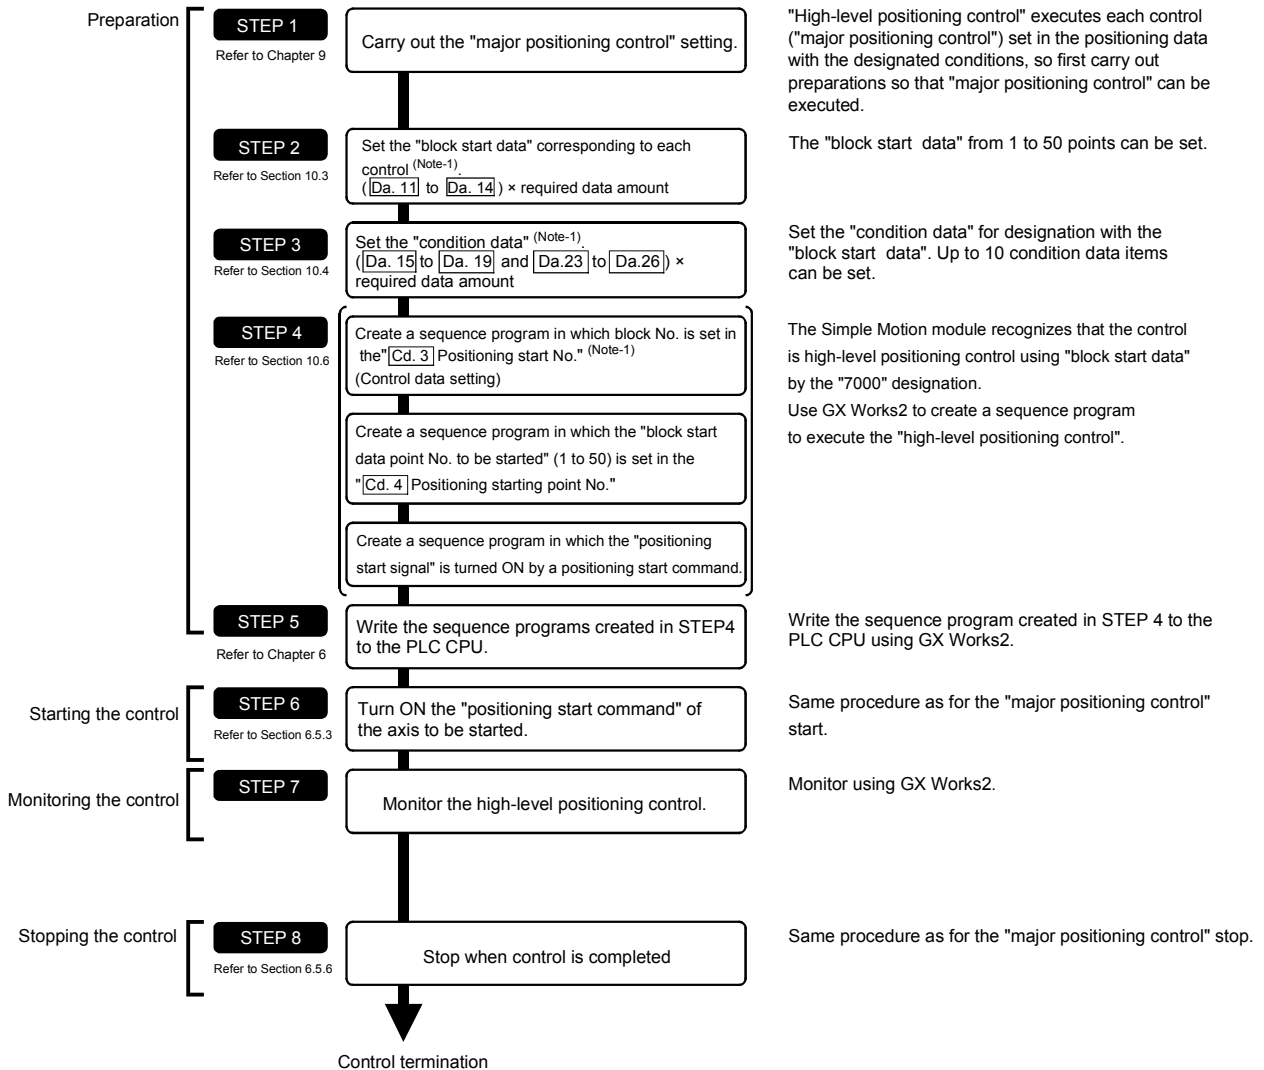 Preparation
STEP 1
Refer to Chapter 9
Carry out the "major positioning control" setting.
"High-level positioning control" executes each control
("major positioning control") set in the positioning data
with the designated conditions, so first carry out
preparations so that "major positioning control" can be
executed.
STEP 2
Refer to Section 10.3
Set the "block start data" corresponding to each
control (Note-1).
( Da. 11 to Da. 14 ) × required data amount
The "block start data" from 1 to 50 points can be set.
STEP 3
Refer to Section 10.4
Set the "condition data" (Note-1).
( Da. 15 to Da. 19 and Da.23 to Da.26 ) ×
required data amount
Set the "condition data" for designation with the
"block start data". Up to 10 condition data items
can be set.
STEP 4
Refer to Section 10.6
Create a sequence program in which block No. is set in
the" Cd. 3 Positioning start No." (Note-1)
(Control data setting)
Create a sequence program in which the "block start
data point No. to be started" (1 to 50) is set in the
" Cd. 4 Positioning starting point No."
Create a sequence program in which the "positioning
start signal" is turned ON by a positioning start command.
The Simple Motion module recognizes that the control
is high-level positioning control using "block start data"
by the "7000" designation.
Use GX Works2 to create a sequence program
to execute the "high-level positioning control".
STEP 5
Refer to Chapter 6
Write the sequence programs created in STEP4
to the PLC CPU.
Write the sequence program created in STEP 4 to the
PLC CPU using GX Works2.
Starting the control
STEP 6
Refer to Section 6.5.3
Turn ON the "positioning start command" of
the axis to be started.
Same procedure as for the "major positioning control"
start.
Monitoring the control
STEP 7
Monitor the high-level positioning control.
Monitor using GX Works2.
Stopping the control
STEP 8
Refer to Section 6.5.6
Stop when control is completed
Same procedure as for the "major positioning control" stop.
Control termination